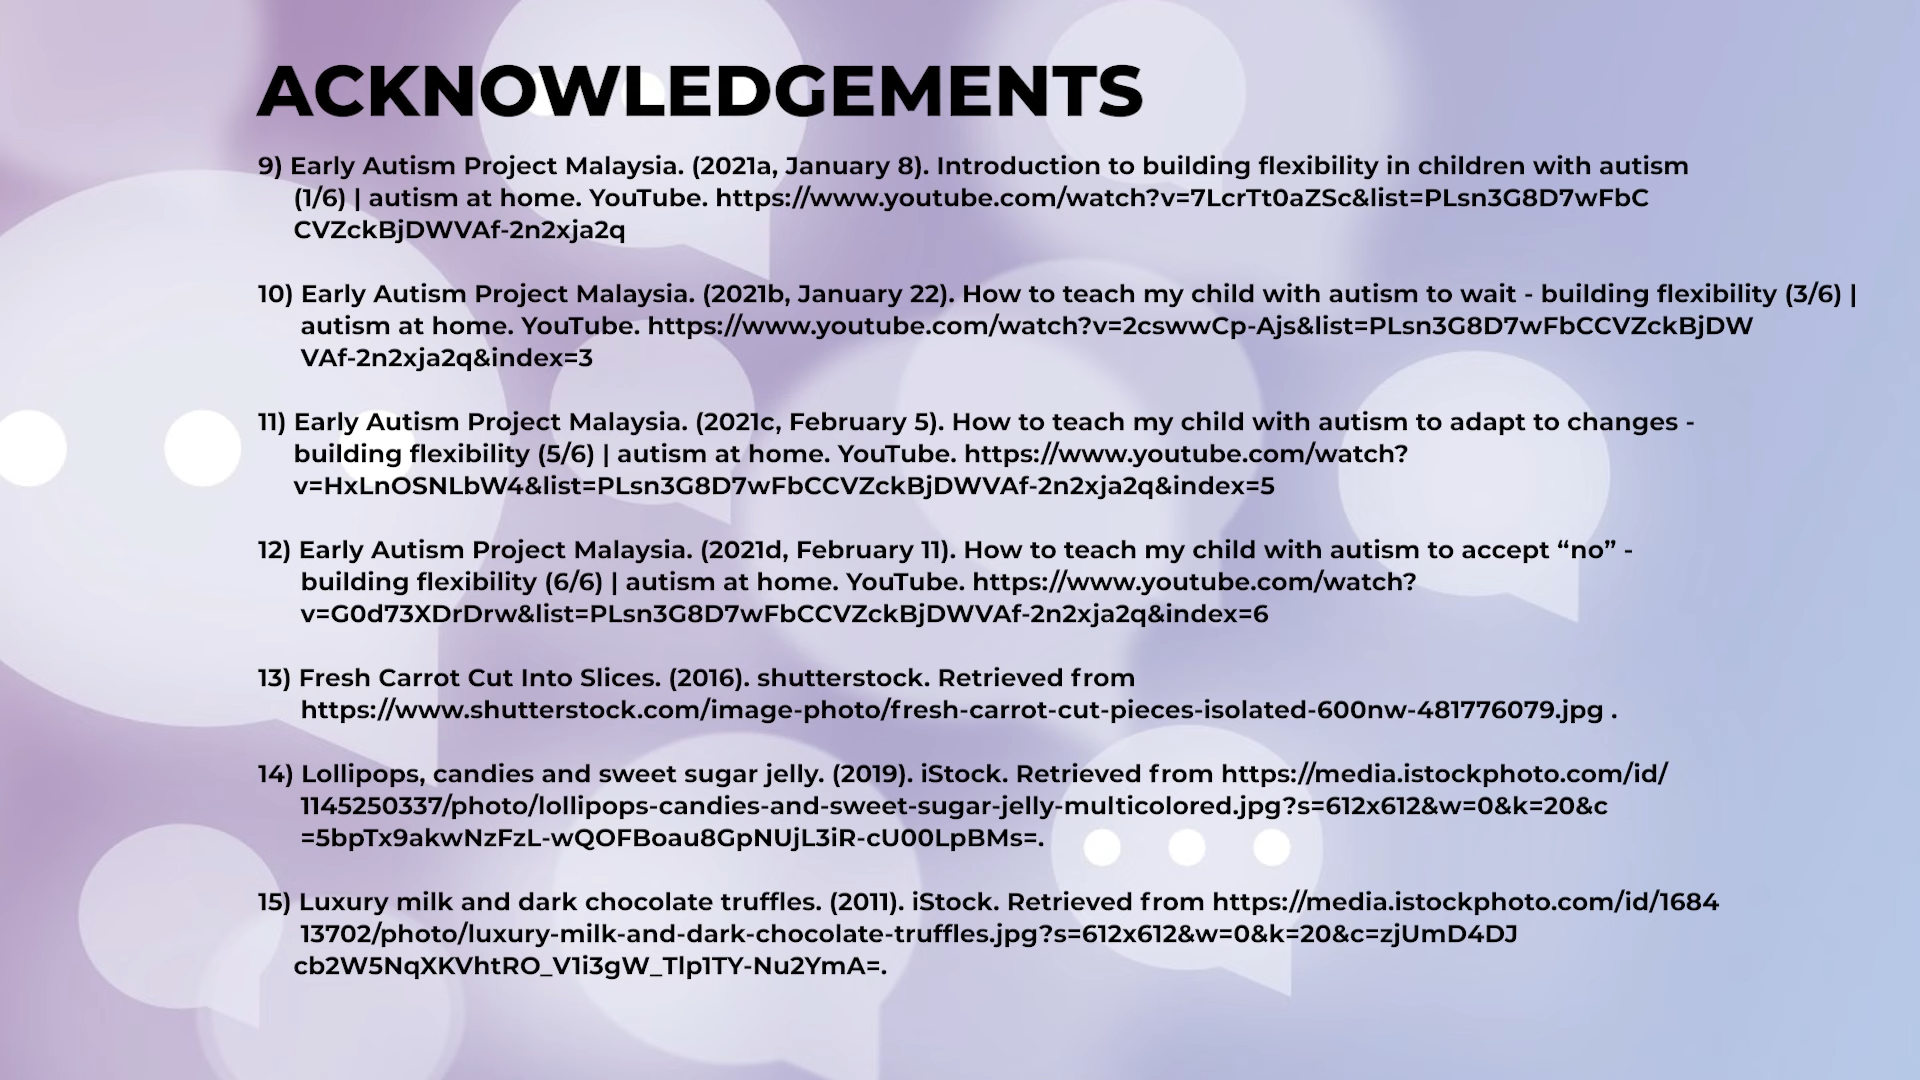 ACKNOWLEDGEMENTS
9) Early Autism Project Malaysia. (2021a, January 8). Introduction to building flexibility in children with autism
(1/6) | autism at home. YouTube. https://www.youtube.com/watch?v=7LcrTt0aZSc&list=PLsn3G8D7wFbC
CVZckBjDWVAf-2n2xja2q
10) Early Autism Project Malaysia. (2021b, January 22). How to teach my child with autism to wait - building flexibility (3/6) |
autism at home. YouTube. https://www.youtube.com/watch?v=2cswwCp-Ajs&list=PLsn3G8D7wFbCCVZckBjDW
VAf-2n2xja2q&index=3
11) Early Autism Project Malaysia. (2021c, February 5). How to teach my child with autism to adapt to changes -
building flexibility (5/6) | autism at home. YouTube. https://www.youtube.com/watch?
v=HxLnOSNLbW4&list=PLsn3G8D7wFbCCVZckBjDWVAf-2n2xja2q&index=5
12) Early Autism Project Malaysia. (2021d, February 11). How to teach my child with autism to accept “no” -
building flexibility (6/6) | autism at home. YouTube. https://www.youtube.com/watch?
v=G0d73XDrDrw&list=PLsn3G8D7wFbCCVZckBjDWVAf-2n2xja2q&index=6
13) Fresh Carrot Cut Into Slices. (2016). shutterstock. Retrieved from
https://www.shutterstock.com/image-photo/fresh-carrot-cut-pieces-isolated-600nw-481776079.jpg .
14) Lollipops, candies and sweet sugar jelly. (2019). iStock. Retrieved from https://media.istockphoto.com/id/
1145250337/photo/lollipops-candies-and-sweet-sugar-jelly-multicolored.jpg?s=612x612&w=0&k=20&c
=5bpTx9akwNzFzL-wQOFBoau8GpNUjL3iR-cU00LpBMs=.
15) Luxury milk and dark chocolate truffles. (2011). iStock. Retrieved from https://media.istockphoto.com/id/1684
13702/photo/luxury-milk-and-dark-chocolate-truffles.jpg?s=612x612&w=0&k=20&c=zjUmD4DJ
cb2W5NqXKVhtRO_V1i3gW_Tlp1TY-Nu2YmA=.